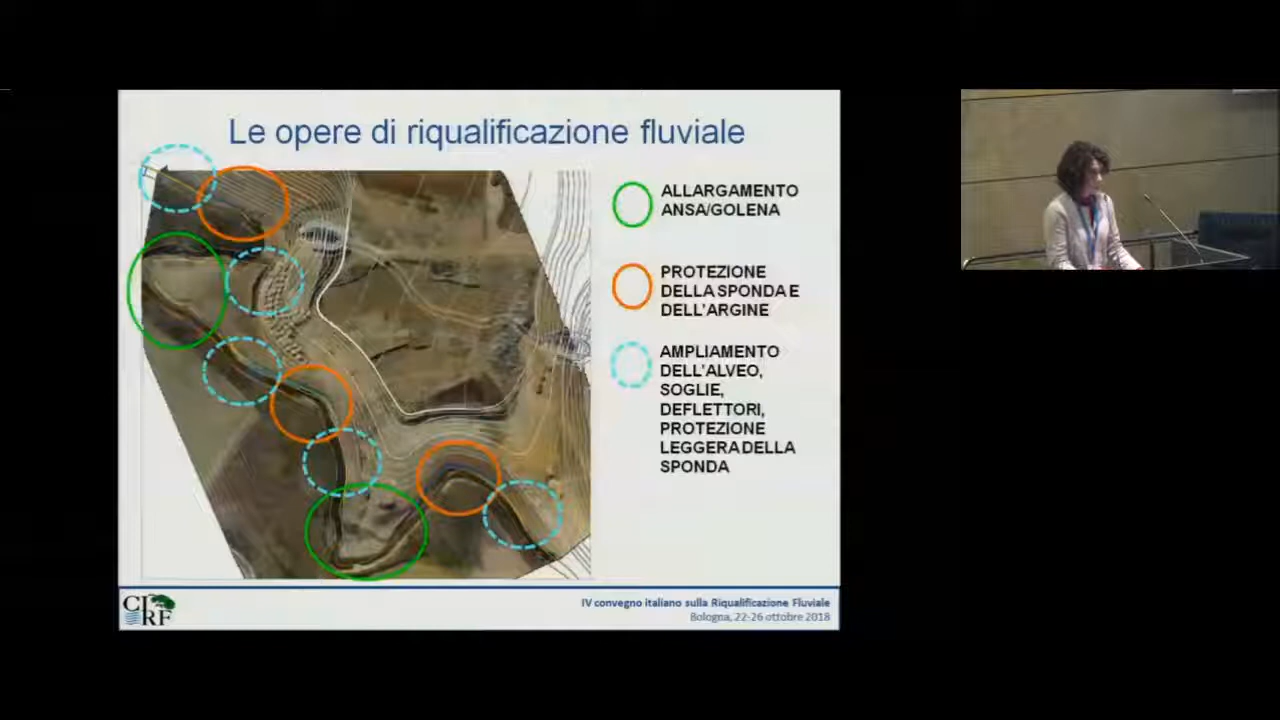 Le opere di riqualificazione fluviale
ALLARGAMENTO
ANSA/GOLENA
PROTEZIONE
DELLA SPONDA E
DELL'ARGINE
AMPLIAMENTO
DELL'ALVEO,
SOGLIE,
DEFLETTORI,
PROTEZIONE
LEGGERA DELLA
SPONDA
CIRF
IV convegno italiano sulla Riqualificazione Fluviale
Bologna, 22-26 ottobre 2018